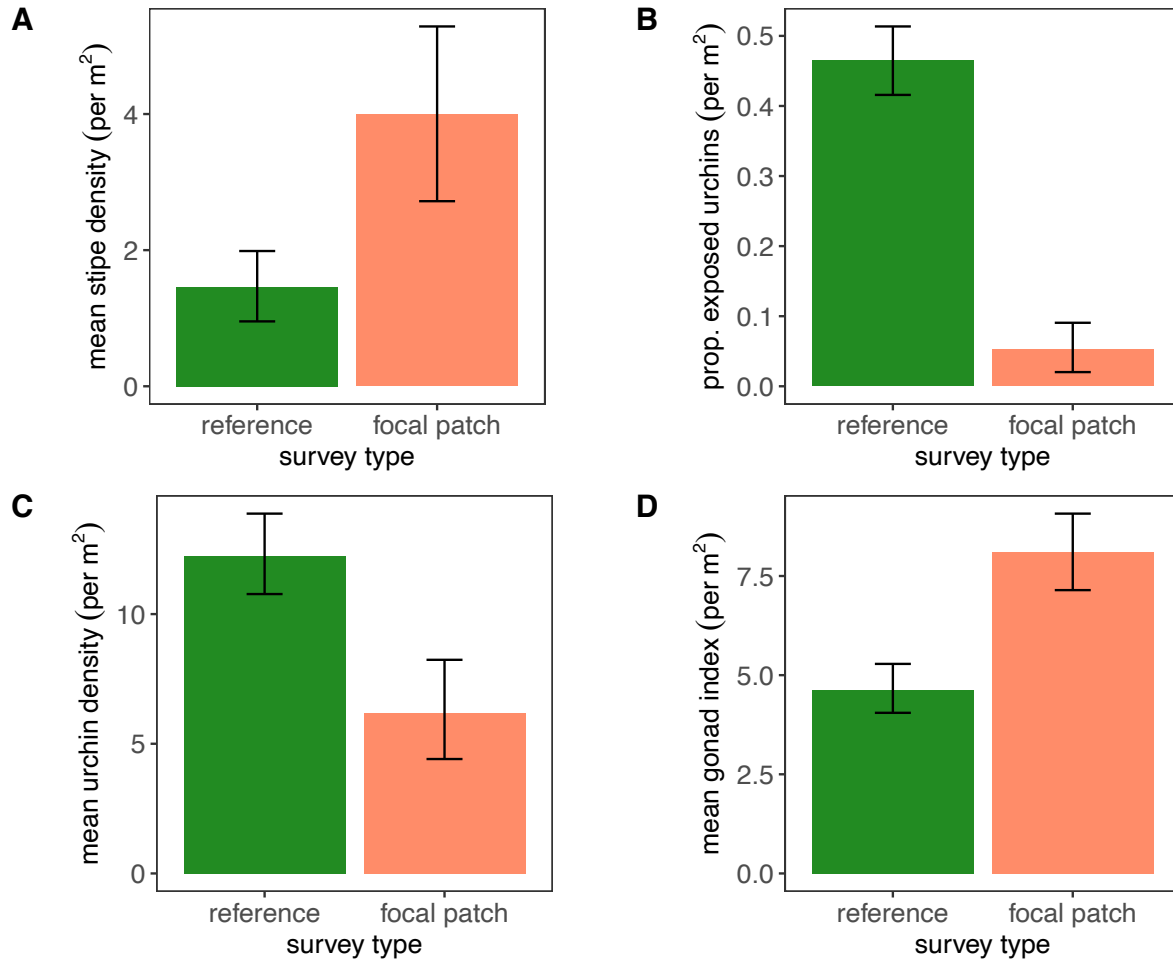 A
mean stipe density (per m²)
4
2
0
reference
focal patch
survey type
B
prop. exposed urchins (per m²)
0.5
0.4
0.3
0.2
0.1
0.0
reference
focal patch
survey type
C
mean urchin density (per m²)
10
5
0
reference
focal patch
survey type
D
mean gonad index (per m²)
7.5
5.0
2.5
0.0
reference
focal patch
survey type